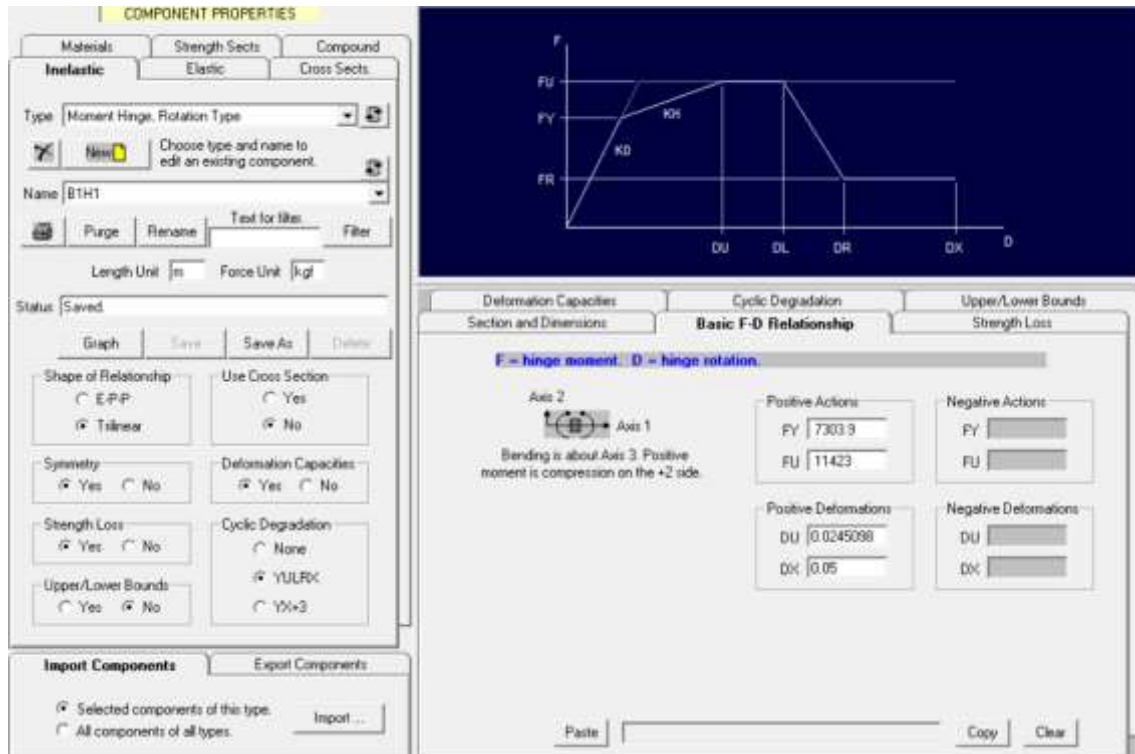 COMPONENT PROPERTIES
Materials Strength Sects Compound
Inelastic Elastic Cross Sects.
Type Moment Hinge, Rotation Type
New Choose type and name to
edit an existing component.
Name B1H1
Text for filter
Purge Rename Filter
Length Unit m Force Unit kgf
Status Saved.
Graph Save Save As Delete
Shape of Relationship
E-P-P
Trilinear
Use Cross Section
Yes
No
Symmetry
Yes No
Deformation Capacities
Yes No
Strength Loss
Yes No
Cyclic Degradation
None
YULRX
YX+3
Upper/Lower Bounds
Yes No
Import Components Export Components
Selected components of this type.
All components of all types.
Import ...
F
FU
FY
FR
KH
K0
DU DL DR DX D
Deformation Capacities Cyclic Degradation Upper/Lower Bounds
Section and Dimensions Basic F-D Relationship Strength Loss
F = hinge moment. D = hinge rotation.
Axis 2
Axis 1
Bending is about Axis 3. Positive
moment is compression on the +2 side.
Positive Actions
FY 7303.9
FU 11423
Negative Actions
FY
FU
Positive Deformations
DU 0.0245098
DX 0.05
Negative Deformations
DU
DX
Paste Copy Clear